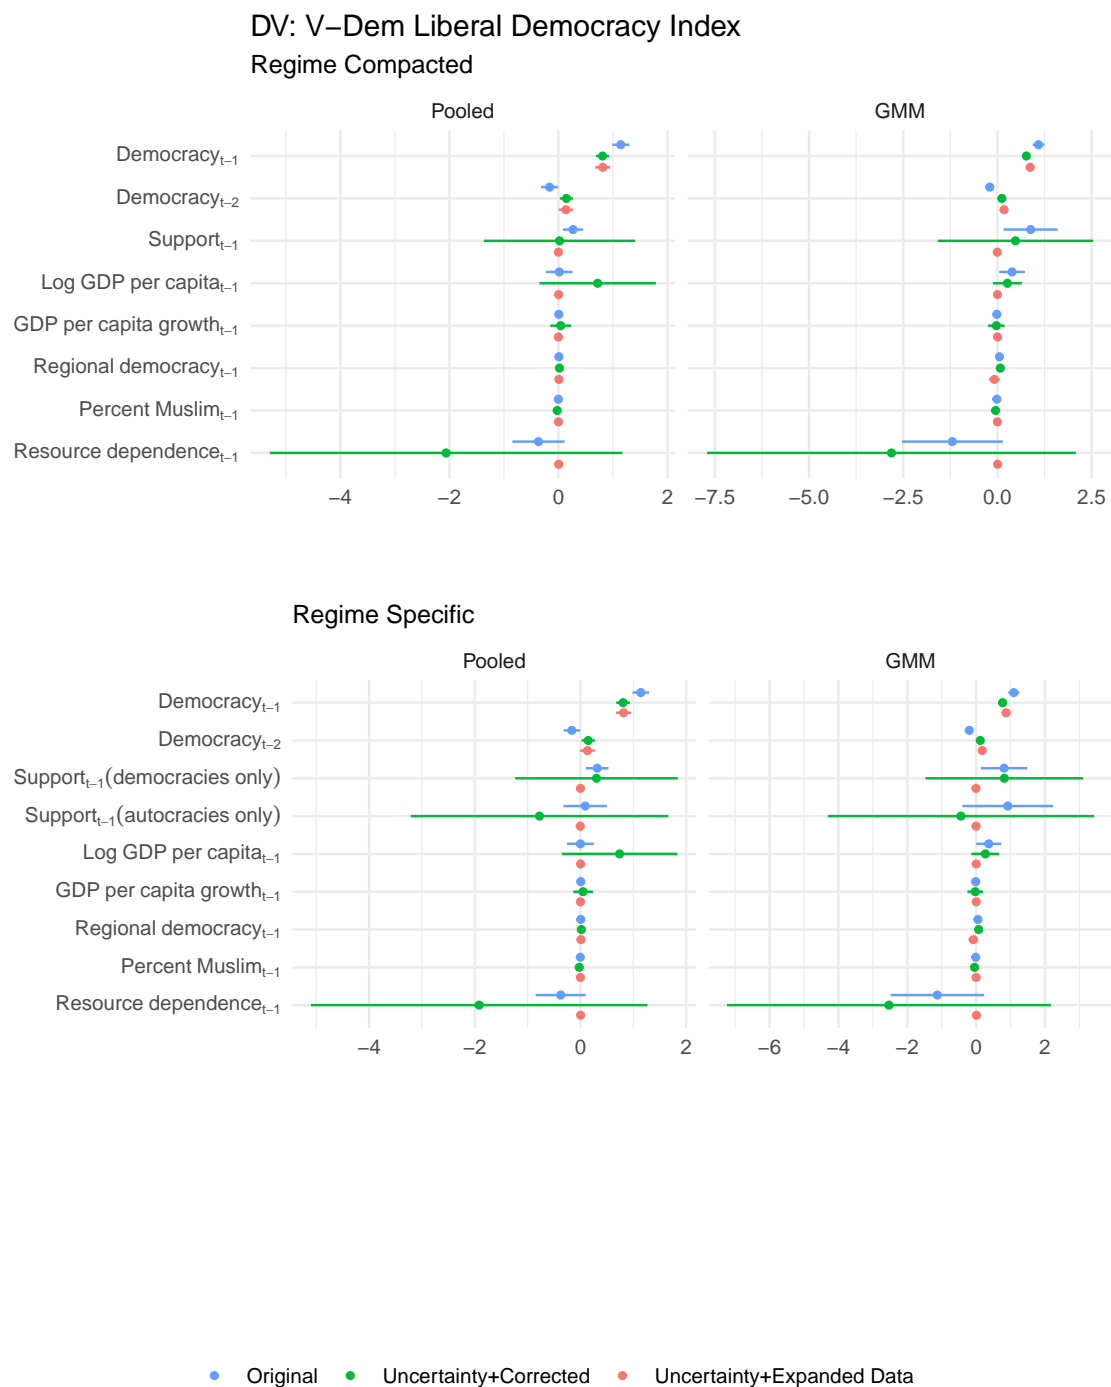 DV: V−Dem Liberal Democracy Index
Regime Compacted
Pooled GMM
Democracyt−1
Democracyt−2
Supportt−1
Log GDP per capitat−1
GDP per capita growtht−1
Regional democracyt−1
Percent Muslimt−1
Resource dependencet−1
−4 −2 0 2 −7.5 −5.0 −2.5 0.0 2.5
Regime Specific
Pooled GMM
Democracyt−1
Democracyt−2
Supportt−1(democracies only)
Supportt−1(autocracies only)
Log GDP per capitat−1
GDP per capita growtht−1
Regional democracyt−1
Percent Muslimt−1
Resource dependencet−1
−4 −2 0 2 −6 −4 −2 0 2
Original Uncertainty+Corrected Uncertainty+Expanded Data